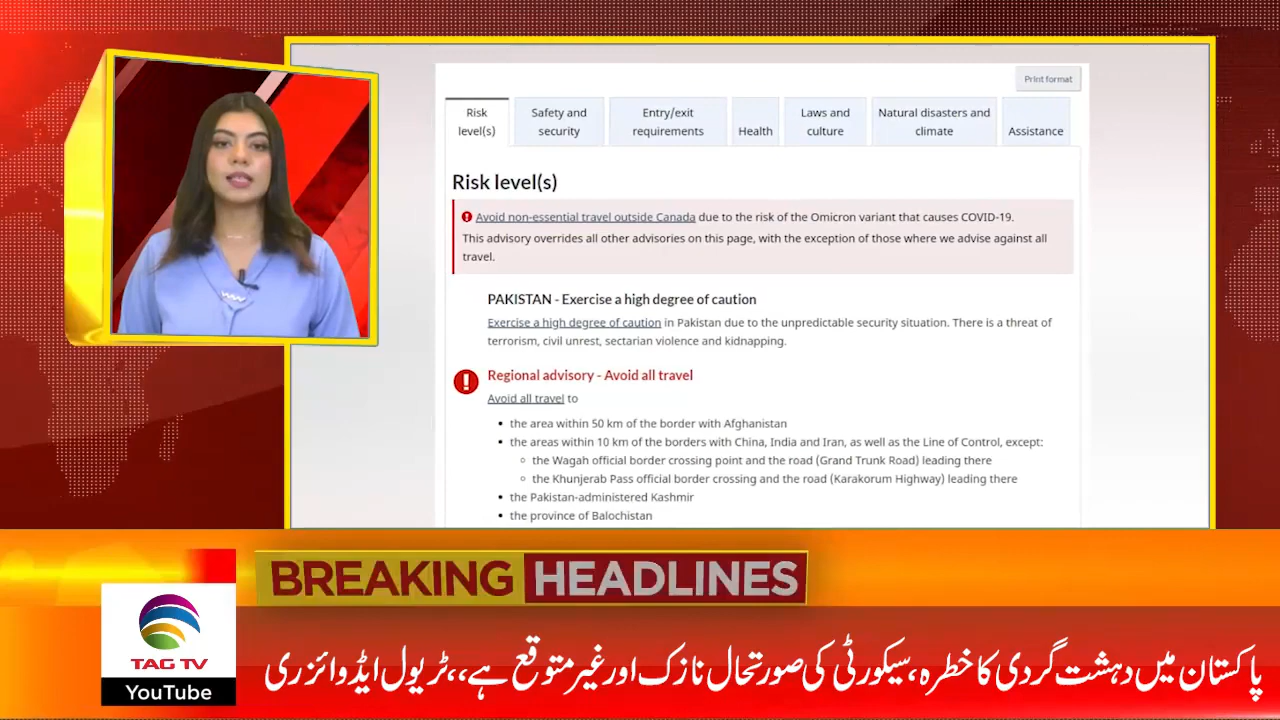 Print format
Risk level(s)
Safety and security
Entry/exit requirements
Health
Laws and culture
Natural disasters and climate
Assistance
Risk level(s)
Avoid non-essential travel outside Canada due to the risk of the Omicron variant that causes COVID-19.
This advisory overrides all other advisories on this page, with the exception of those where we advise against all
travel.
PAKISTAN - Exercise a high degree of caution
Exercise a high degree of caution in Pakistan due to the unpredictable security situation. There is a threat of
terrorism, civil unrest, sectarian violence and kidnapping.
Regional advisory - Avoid all travel
Avoid all travel to
• the area within 50 km of the border with Afghanistan
• the areas within 10 km of the borders with China, India and Iran, as well as the Line of Control, except:
◦ the Wagah official border crossing point and the road (Grand Trunk Road) leading there
◦ the Khunjerab Pass official border crossing and the road (Karakorum Highway) leading there
• the Pakistan-administered Kashmir
• the province of Balochistan
BREAKING HEADLINES
TAG TV
YouTube
پاکستان میں دہشت گردی کا خطرہ، سیکورٹی کی صورتحال نازک اور غیر متوقع ہے،،ٹریول ایڈوائزری